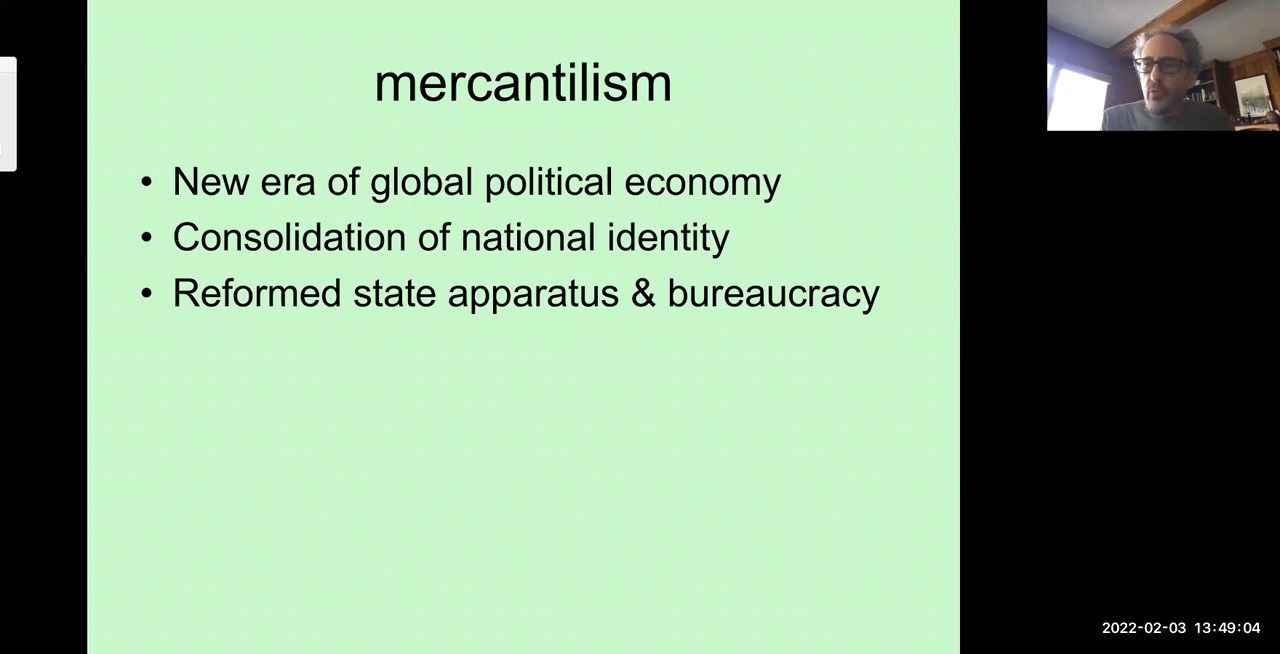 mercantilism
• New era of global political economy
• Consolidation of national identity
• Reformed state apparatus & bureaucracy
2022-02-03 13:49:04